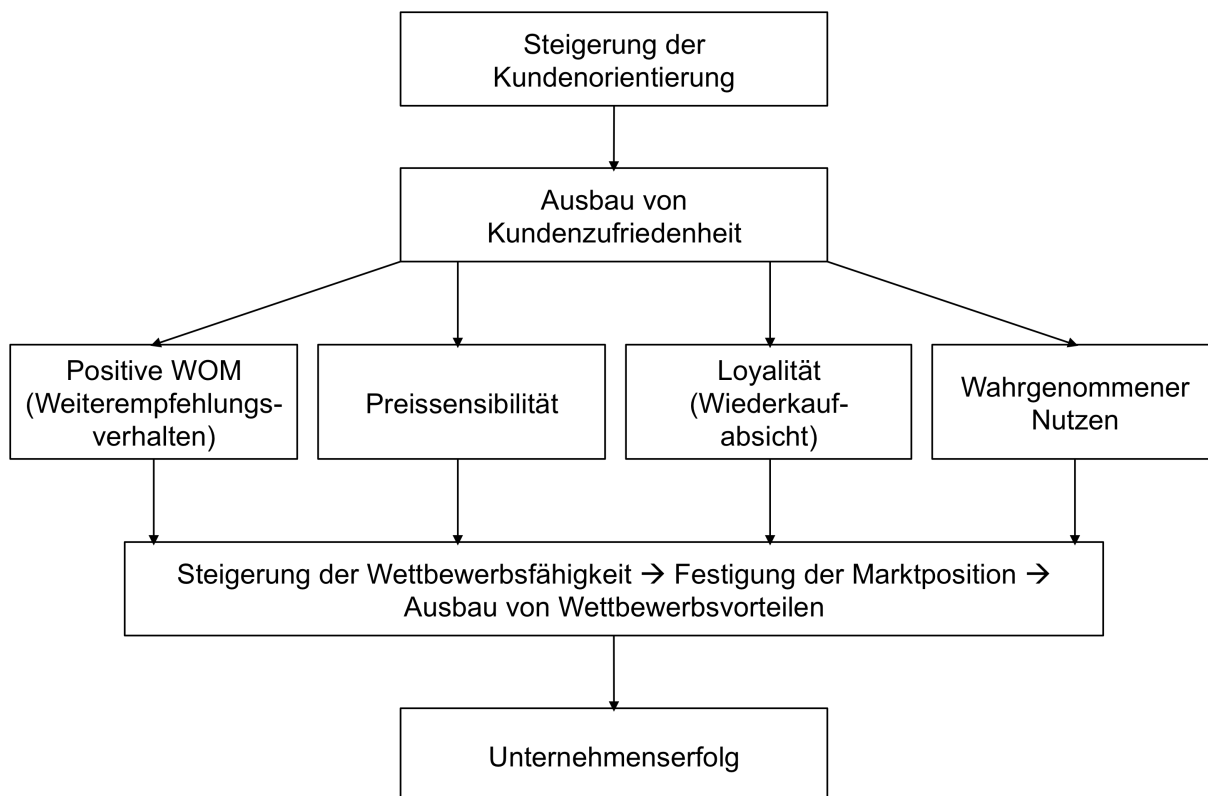 Steigerung der
Kundenorientierung
Ausbau von
Kundenzufriedenheit
Positive WOM
(Weiterempfehlungs-
verhalten)
Preissensibilität
Loyalität
(Wiederkauf-
absicht)
Wahrgenommener
Nutzen
Steigerung der Wettbewerbsfähigkeit → Festigung der Marktposition →
Ausbau von Wettbewerbsvorteilen
Unternehmenserfolg